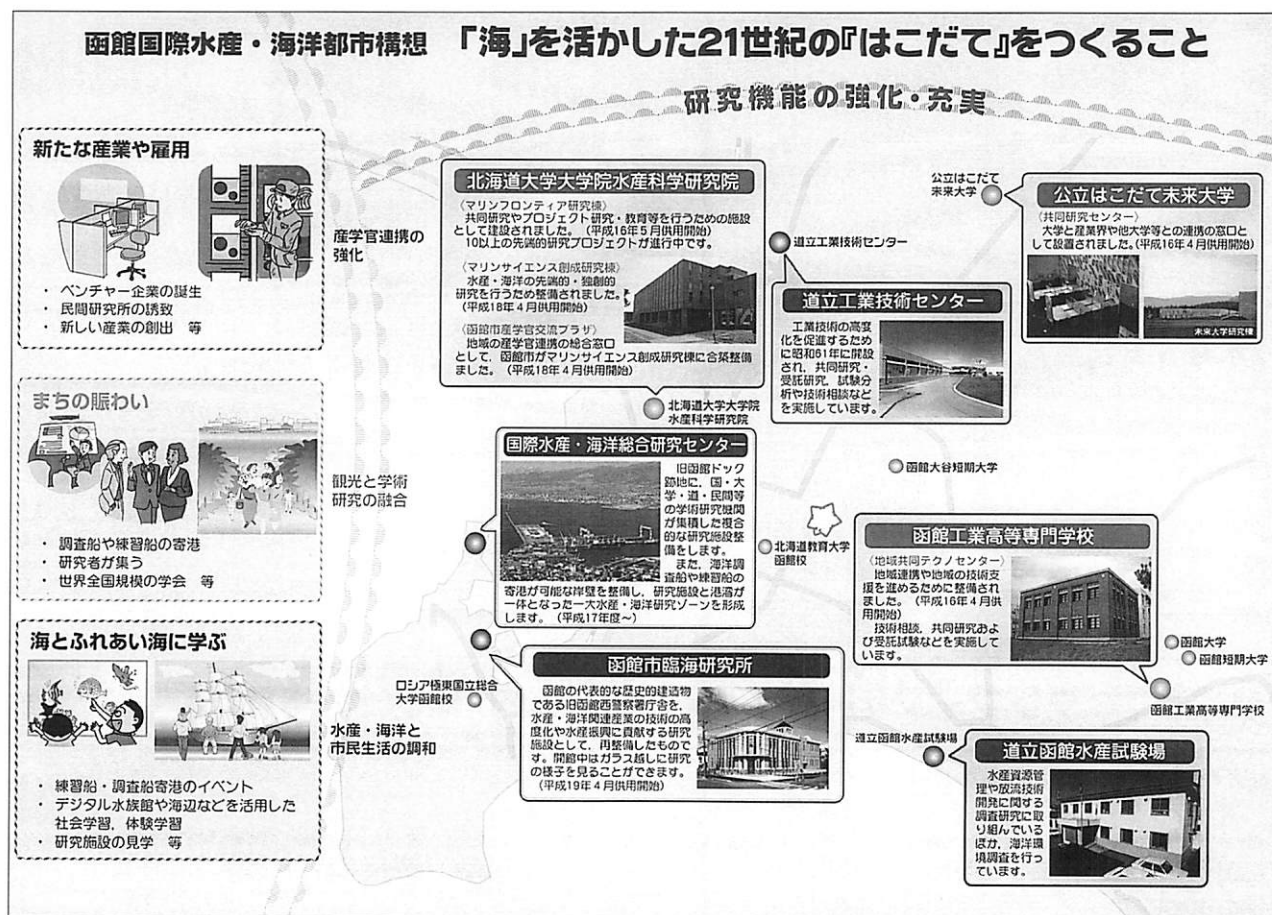 函館国際水産・海洋都市構想 「海」を活かした21世紀の『はこだて』をつくること
研究機能の強化・充実
新たな産業や雇用
・ ベンチャー企業の誕生
・ 民間研究所の誘致
・ 新しい産業の創出 等
産学官連携の
強化
まちの賑わい
・ 調査船や練習船の寄港
・ 研究者が集う
・ 世界全国規模の学会 等
観光と学術
研究の融合
海とふれあい海に学ぶ
・ 練習船・調査船寄港のイベント
・ デジタル水族館や海辺などを活用した
社会学習，体験学習
・ 研究施設の見学 等
水産・海洋と
市民生活の調和
北海道大学大学院水産科学研究院
〈マリンフロンティア研究棟〉
共同研究やプロジェクト研究・教育等を行うための施設
として建設されました。（平成16年5月供用開始）
10以上の先端的研究プロジェクトが進行中です。
〈マリンサイエンス創成研究棟〉
水産・海洋の先端的・独創的
研究を行うため整備されました。
（平成18年4月供用開始）
〈函館市産学官交流プラザ〉
地域の産学官連携の総合窓口
として，函館市がマリンサイエンス創成研究棟に合築整備
ました。（平成18年4月供用開始）
北海道大学大学院
水産科学研究院
道立工業技術センター
道立工業技術センター
工業技術の高度
化を促進するために
昭和61年に開設
され，共同研究・
受託研究，試験分
析や技術相談など
を実施しています。
公立はこだて
未来大学
公立はこだて未来大学
〈共同研究センター〉
大学と産業界や他大学等との連携の窓口と
して設置されました。（平成16年4月供用開始）
未来大学研究棟
国際水産・海洋総合研究センター
旧函館ドック
跡地に，国・大
学・道・民間等
の学術研究機関
が集積した複合
的な研究施設整
備をします。
また，海洋調
査船や練習船の
寄港が可能な岸壁を整備し，研究施設と港湾が
一体となった一大水産・海洋研究ゾーンを形成
します。（平成17年度～）
函館大谷短期大学
北海道教育大学
函館校
函館工業高等専門学校
〈地域共同テクノセンター〉
地域連携や地域の技術支
援を進めるために整備され
ました。（平成16年4月供
用開始）
技術相談，共同研究およ
び受託試験などを実施して
います。
函館大学
函館短期大学
函館工業高等専門学校
函館市臨海研究所
函館の代表的な歴史的建造物
である旧函館西警察署庁舎を，
水産・海洋関連産業の技術の高
度化や水産振興に貢献する研究
施設として，再整備したもので
す。開館中はガラス越しに研究
の様子を見ることができます。
（平成19年4月供用開始）
ロシア極東国立総合
大学函館校
道立函館水産試験場
道立函館水産試験場
水産資源管
理や放流技術
開発に関する
調査研究に取
り組んでいる
ほか，海洋環
境調査を行っ
ています。